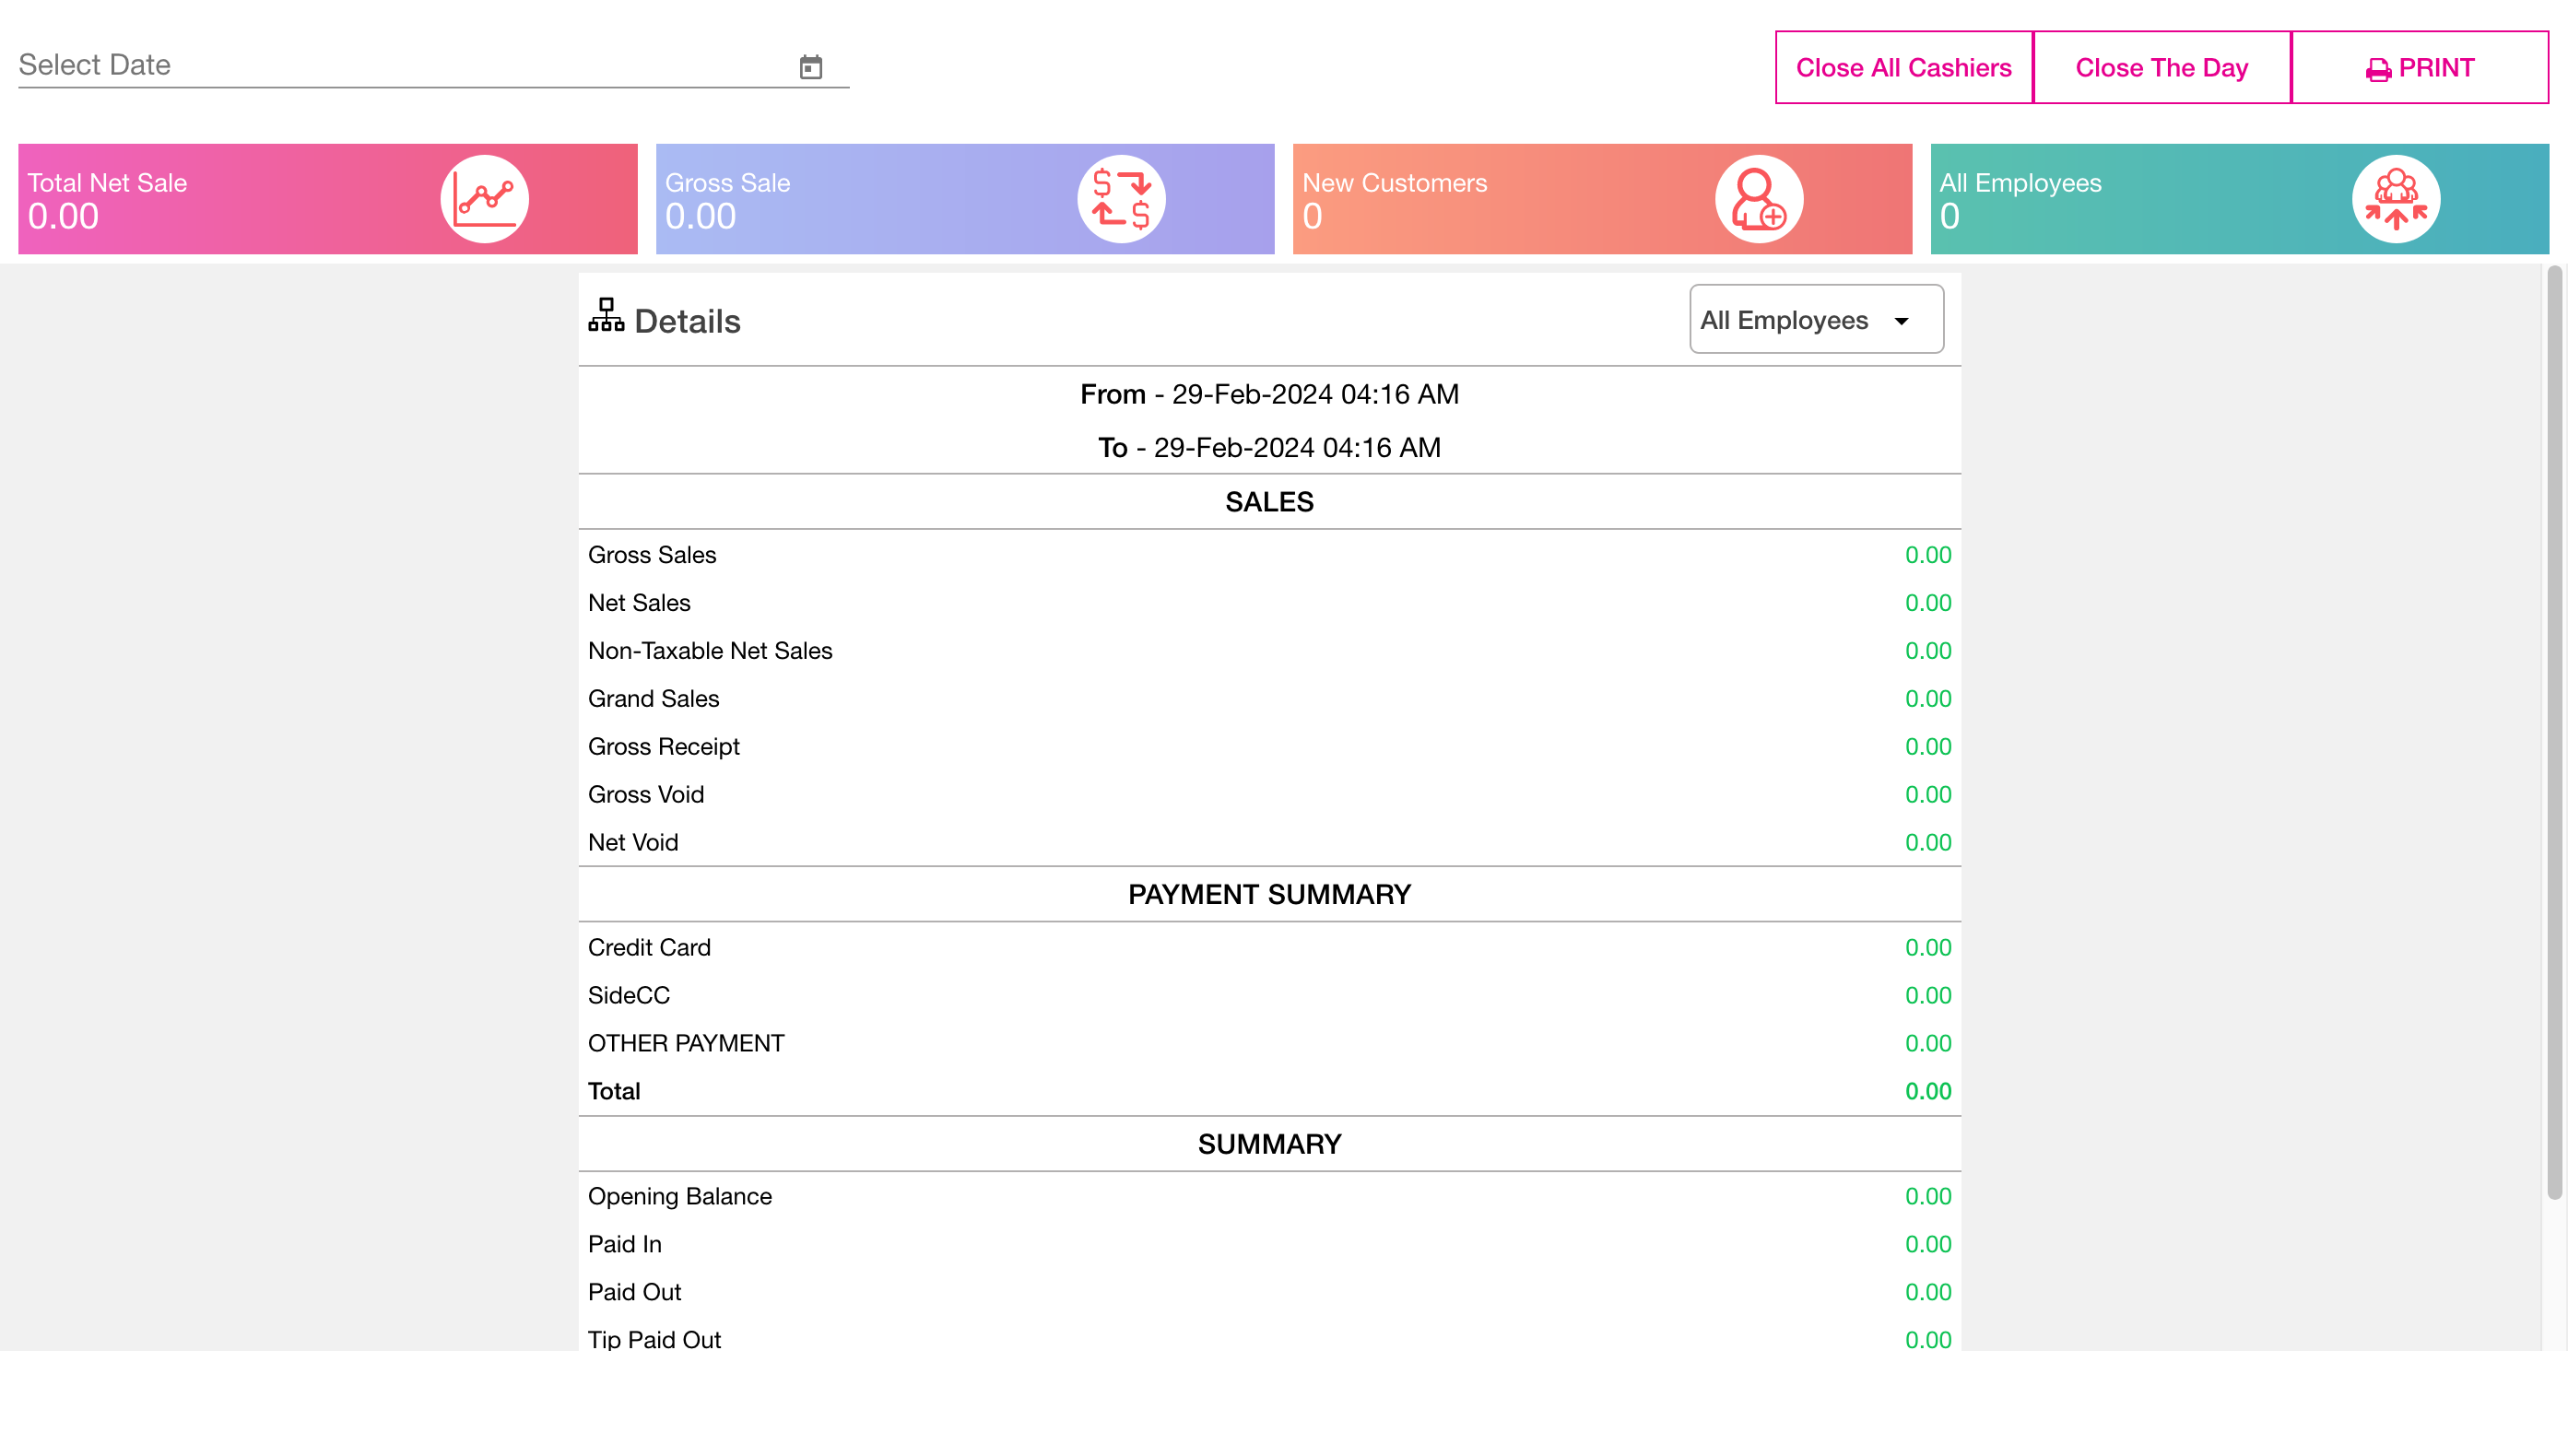 Select Date
Close All Cashiers
Close The Day
PRINT
Total Net Sale
0.00
Gross Sale
0.00
New Customers
0
All Employees
0
Details
All Employees
From - 29-Feb-2024 04:16 AM
To - 29-Feb-2024 04:16 AM
SALES
Gross Sales 0.00
Net Sales 0.00
Non-Taxable Net Sales 0.00
Grand Sales 0.00
Gross Receipt 0.00
Gross Void 0.00
Net Void 0.00
PAYMENT SUMMARY
Credit Card 0.00
SideCC 0.00
OTHER PAYMENT 0.00
Total 0.00
SUMMARY
Opening Balance 0.00
Paid In 0.00
Paid Out 0.00
Tip Paid Out 0.00